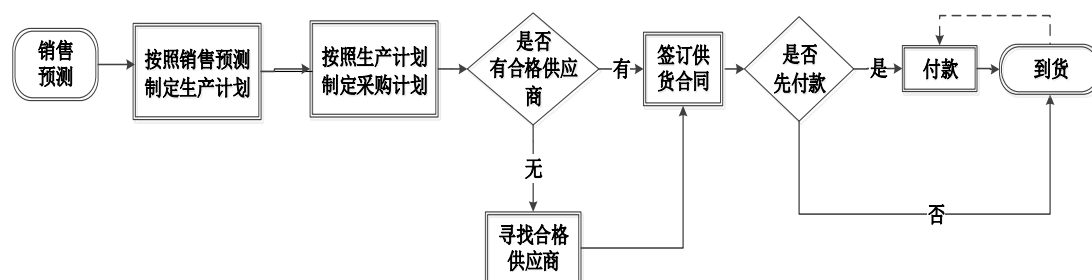 销售
预测
按照销售预测
制定生产计划
按照生产计划
制定采购计划
是否
有合格供应
商
有
无
寻找合格
供应商
签订供
货合同
是否
先付款
是
否
付款
到货